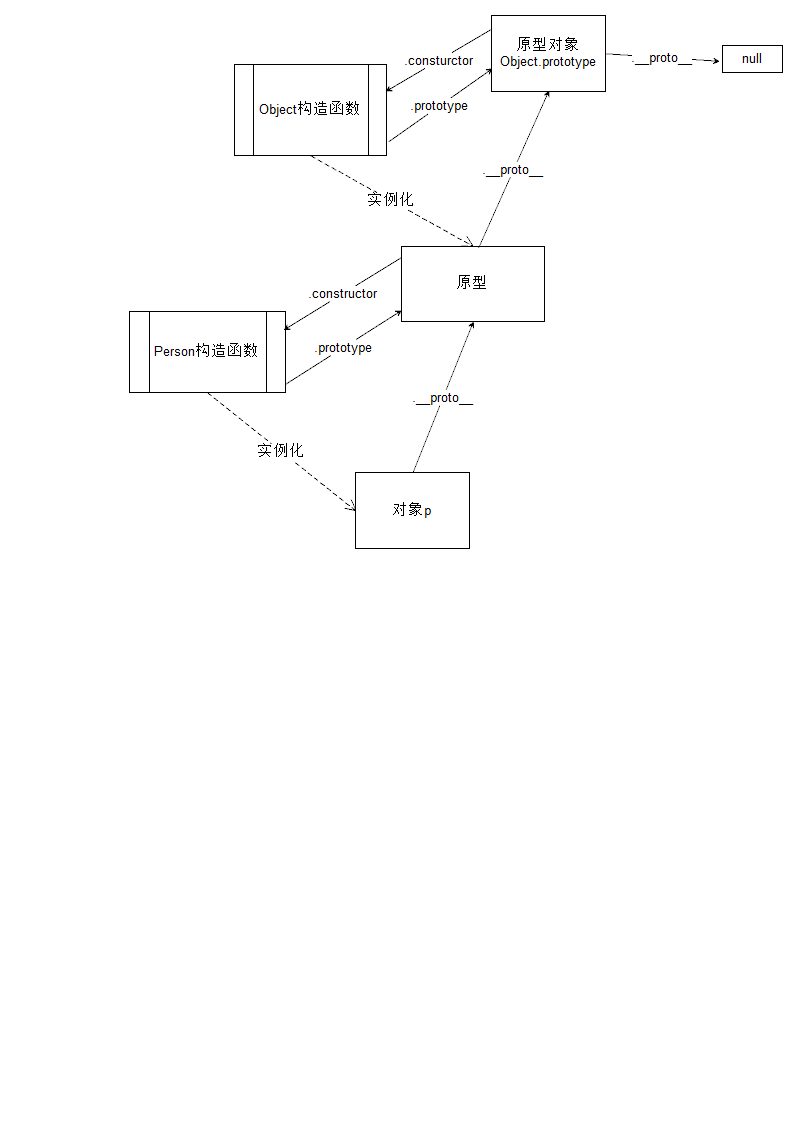 原型对象
Object.prototype
.__proto__
null
.consturctor
.prototype
Object构造函数
实例化
.__proto__
原型
.constructor
.prototype
Person构造函数
.__proto__
实例化
对象p